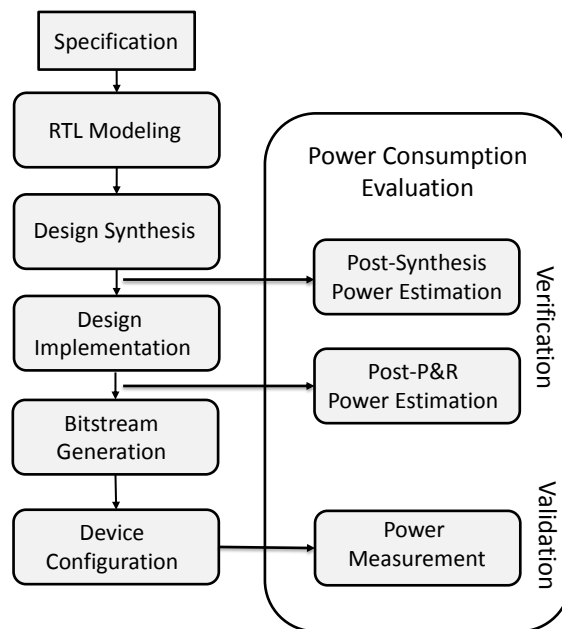 Specification
RTL Modeling
Design Synthesis
Design
Implementation
Bitstream
Generation
Device
Configuration
Power Consumption
Evaluation
Post-Synthesis
Power Estimation
Post-P&R
Power Estimation
Power
Measurement
Verification
Validation